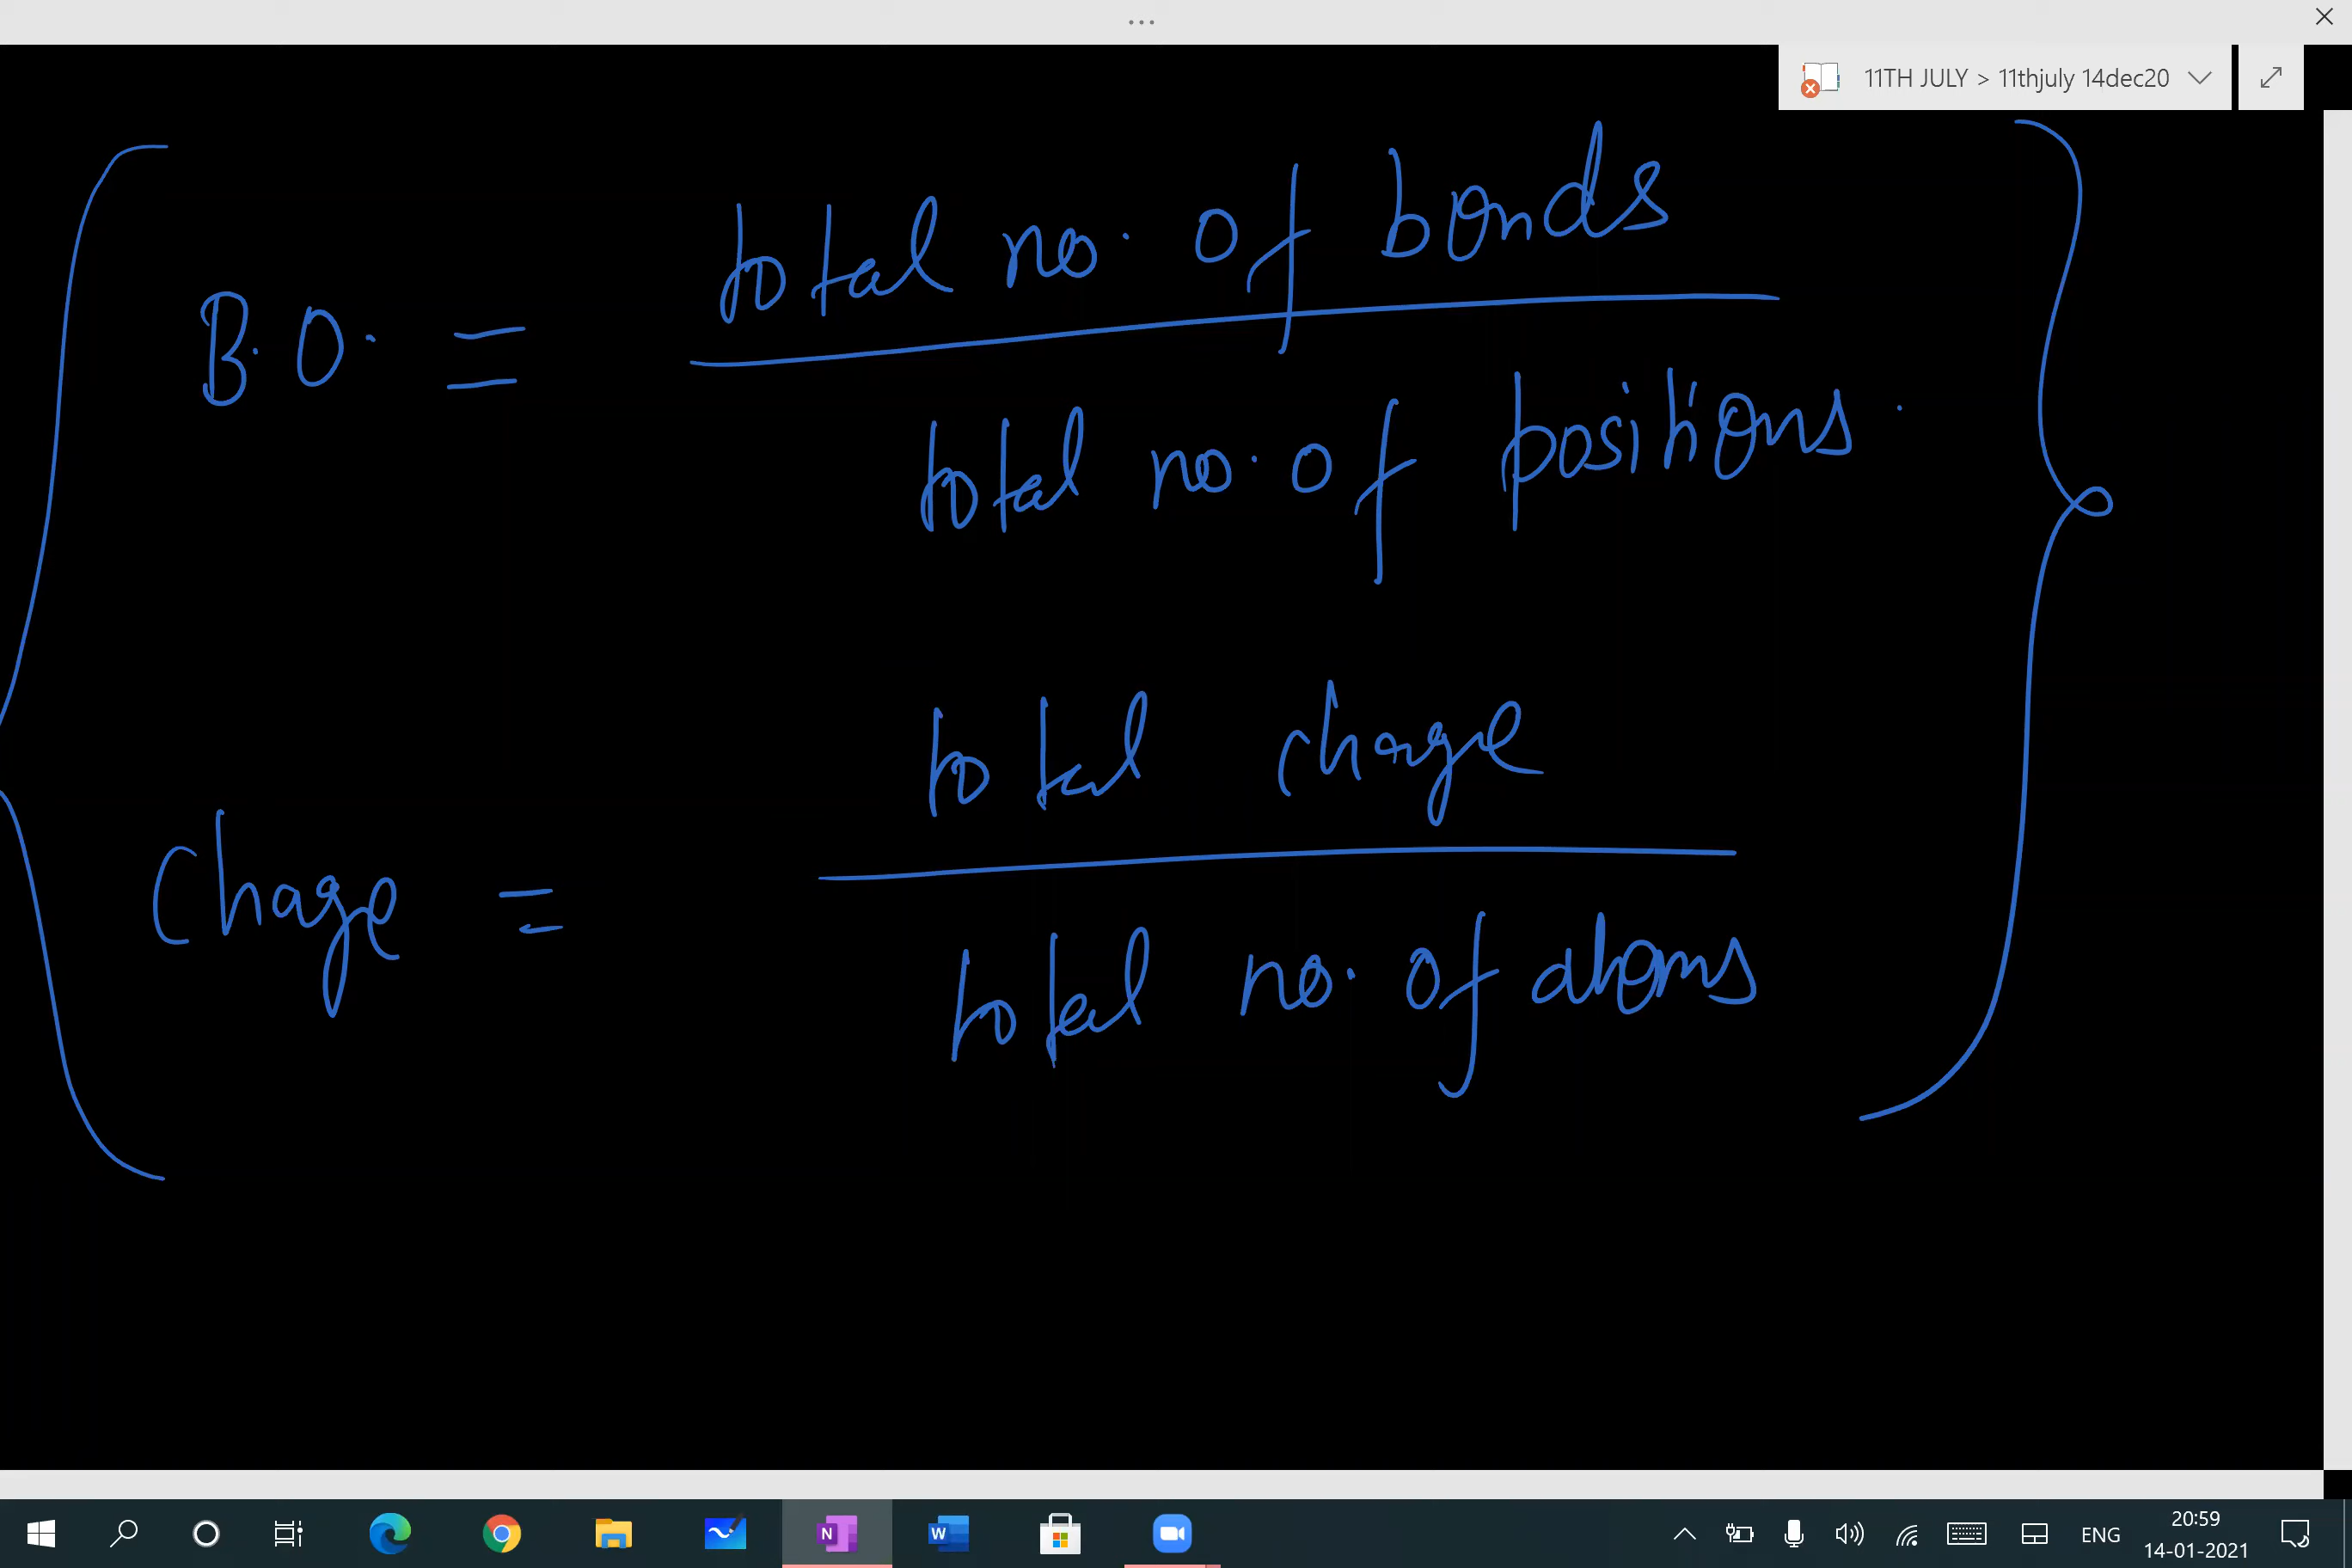 11TH JULY > 11thjuly 14dec20
B.O. = total no. of bonds
total no. of positions.
Charge = total charge
total no. of atoms
ENG
20:59
14-01-2021